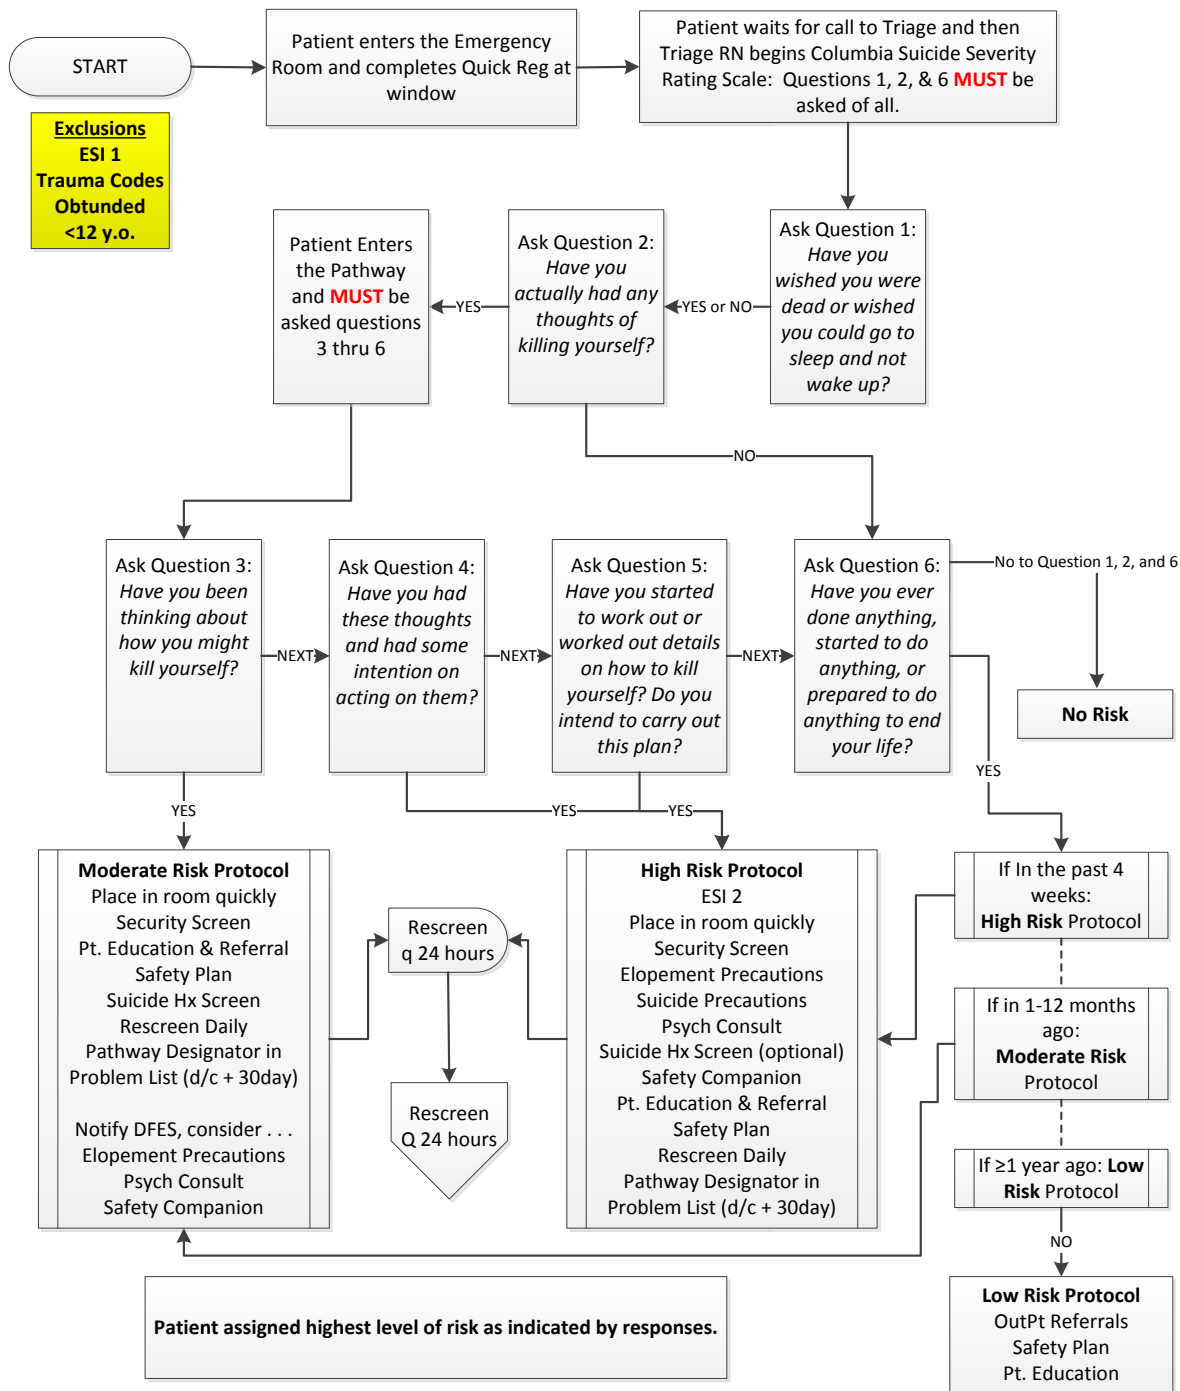 START
Patient enters the Emergency
Room and completes Quick Reg at
window
Patient waits for call to Triage and then
Triage RN begins Columbia Suicide Severity
Rating Scale:  Questions 1, 2, & 6 MUST be
asked of all.
Exclusions
ESI 1
Trauma Codes
Obtunded
<12 y.o.
Patient Enters
the Pathway
and MUST be
asked questions
3 thru 6
YES
Ask Question 2:
Have you
actually had any
thoughts of
killing yourself?
YES or NO
Ask Question 1:
Have you
wished you were
dead or wished
you could go to
sleep and not
wake up?
NO
Ask Question 3:
Have you been
thinking about
how you might
kill yourself?
NEXT
Ask Question 4:
Have you had
these thoughts
and had some
intention on
acting on them?
NEXT
Ask Question 5:
Have you started
to work out or
worked out details
on how to kill
yourself? Do you
intend to carry out
this plan?
NEXT
Ask Question 6:
Have you ever
done anything,
started to do
anything, or
prepared to do
anything to end
your life?
No to Question 1, 2, and 6
No Risk
YES
YES
YES
YES
Moderate Risk Protocol
Place in room quickly
Security Screen
Pt. Education & Referral
Safety Plan
Suicide Hx Screen
Rescreen Daily
Pathway Designator in
Problem List (d/c + 30day)
Notify DFES, consider . . .
Elopement Precautions
Psych Consult
Safety Companion
Rescreen
q 24 hours
Rescreen
Q 24 hours
High Risk Protocol
ESI 2
Place in room quickly
Security Screen
Elopement Precautions
Suicide Precautions
Psych Consult
Suicide Hx Screen (optional)
Safety Companion
Pt. Education & Referral
Safety Plan
Rescreen Daily
Pathway Designator in
Problem List (d/c + 30day)
If In the past 4
weeks:
High Risk Protocol
If in 1-12 months
ago:
Moderate Risk
Protocol
If ≥1 year ago: Low
Risk Protocol
NO
Low Risk Protocol
OutPt Referrals
Safety Plan
Pt. Education
Patient assigned highest level of risk as indicated by responses.